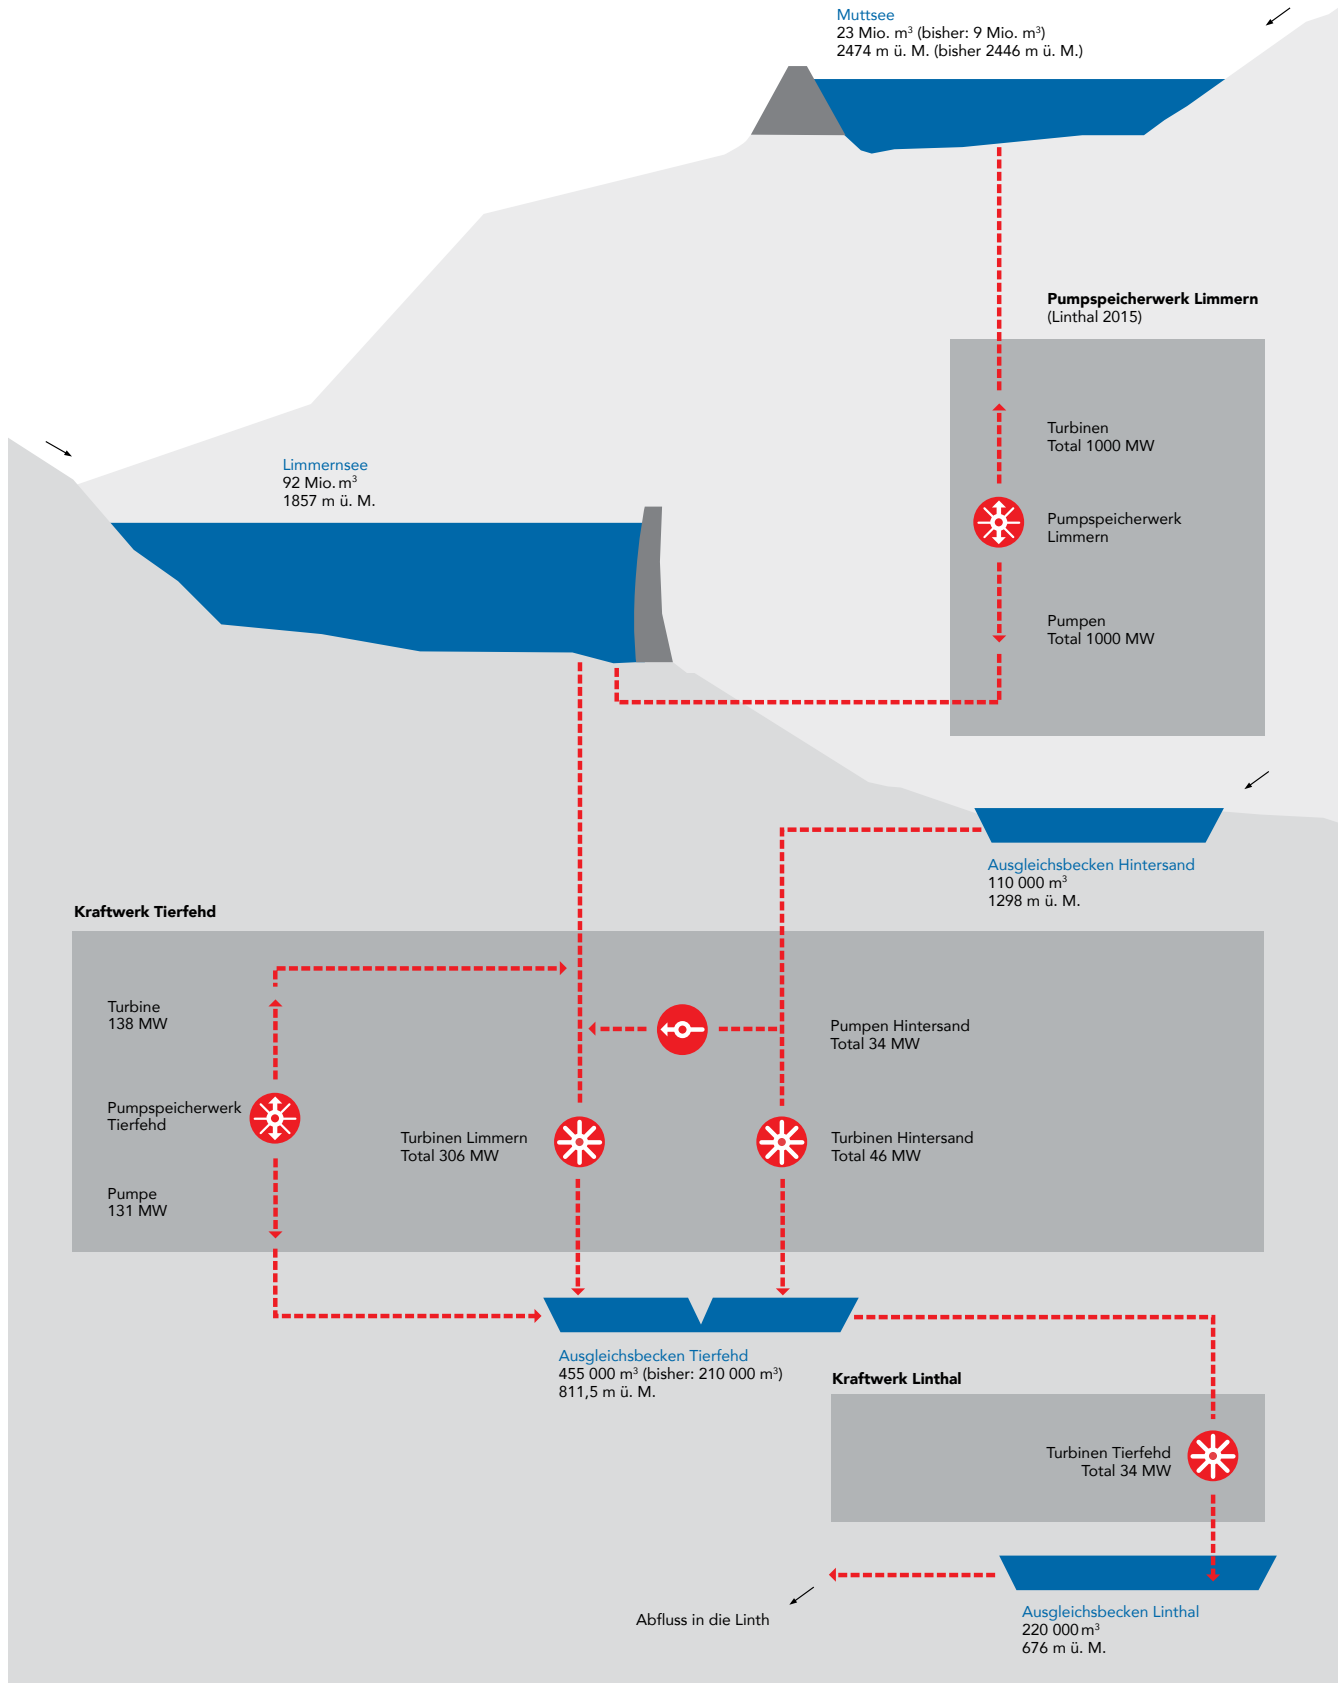 Muttsee
23 Mio. m³ (bisher: 9 Mio. m³)
2474 m ü. M. (bisher 2446 m ü. M.)
Pumpspeicherwerk Limmern
(Linthal 2015)
Turbinen
Total 1000 MW
Limmernsee
92 Mio. m³
1857 m ü. M.
Pumpspeicherwerk
Limmern
Pumpen
Total 1000 MW
Ausgleichsbecken Hintersand
110 000 m³
1298 m ü. M.
Kraftwerk Tierfehd
Turbine
138 MW
Pumpen Hintersand
Total 34 MW
Pumpspeicherwerk
Tierfehd
Turbinen Limmern
Total 306 MW
Turbinen Hintersand
Total 46 MW
Pumpe
131 MW
Ausgleichsbecken Tierfehd
455 000 m³ (bisher: 210 000 m³)
811,5 m ü. M.
Kraftwerk Linthal
Turbinen Tierfehd
Total 34 MW
Abfluss in die Linth
Ausgleichsbecken Linthal
220 000 m³
676 m ü. M.